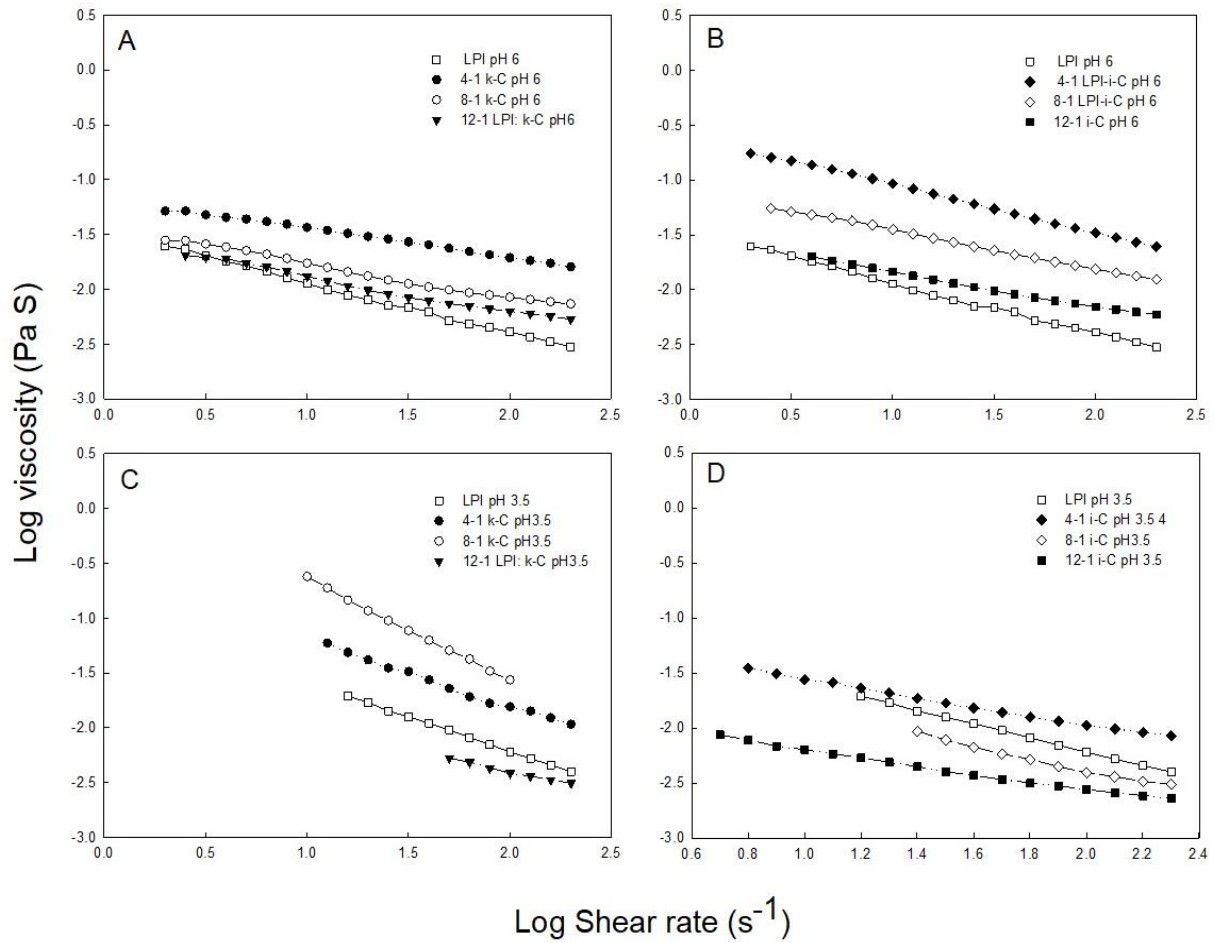 Log viscosity (Pa S)
A
LPI pH 6
4-1 k-C pH 6
8-1 k-C pH 6
12-1 LPI: k-C pH6
0.5
0.0
-0.5
-1.0
-1.5
-2.0
-2.5
-3.0
0.0 0.5 1.0 1.5 2.0 2.5
B
LPI pH 6
4-1 LPI-i-C pH 6
8-1 LPI-i-C pH 6
12-1 i-C pH 6
0.5
0.0
-0.5
-1.0
-1.5
-2.0
-2.5
-3.0
0.0 0.5 1.0 1.5 2.0 2.5
C
LPI pH 3.5
4-1 k-C pH3.5
8-1 k-C pH3.5
12-1 LPI: k-C pH3.5
0.5
0.0
-0.5
-1.0
-1.5
-2.0
-2.5
-3.0
0.0 0.5 1.0 1.5 2.0 2.5
D
LPI pH 3.5
4-1 i-C pH 3.5 4
8-1 i-C pH3.5
12-1 i-C pH 3.5
0.5
0.0
-0.5
-1.0
-1.5
-2.0
-2.5
-3.0
0.6 0.8 1.0 1.2 1.4 1.6 1.8 2.0 2.2 2.4
Log Shear rate (s⁻¹)